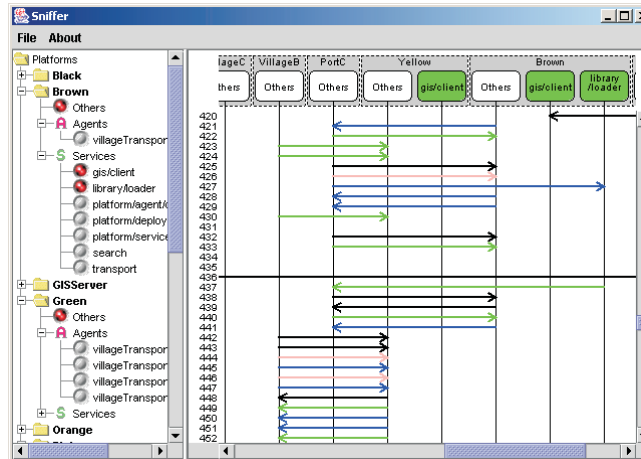 Sniffer
File About
Platforms
Black
Brown
Others
A Agents
villageTranspor
S Services
gis/client
library/loader
platform/agent/
platform/deploy
platform/service
search
transport
GISServer
Green
Others
A Agents
villageTranspor
villageTranspor
villageTranspor
villageTranspor
S Services
Orange
lageC VillageB PortC Yellow Brown
thers Others Others Others gis/client Others gis/client library /loader
420
421
422
423
424
425
426
427
428
429
430
431
432
433
434
435
436
437
438
439
440
441
442
443
444
445
446
447
448
449
450
451
452